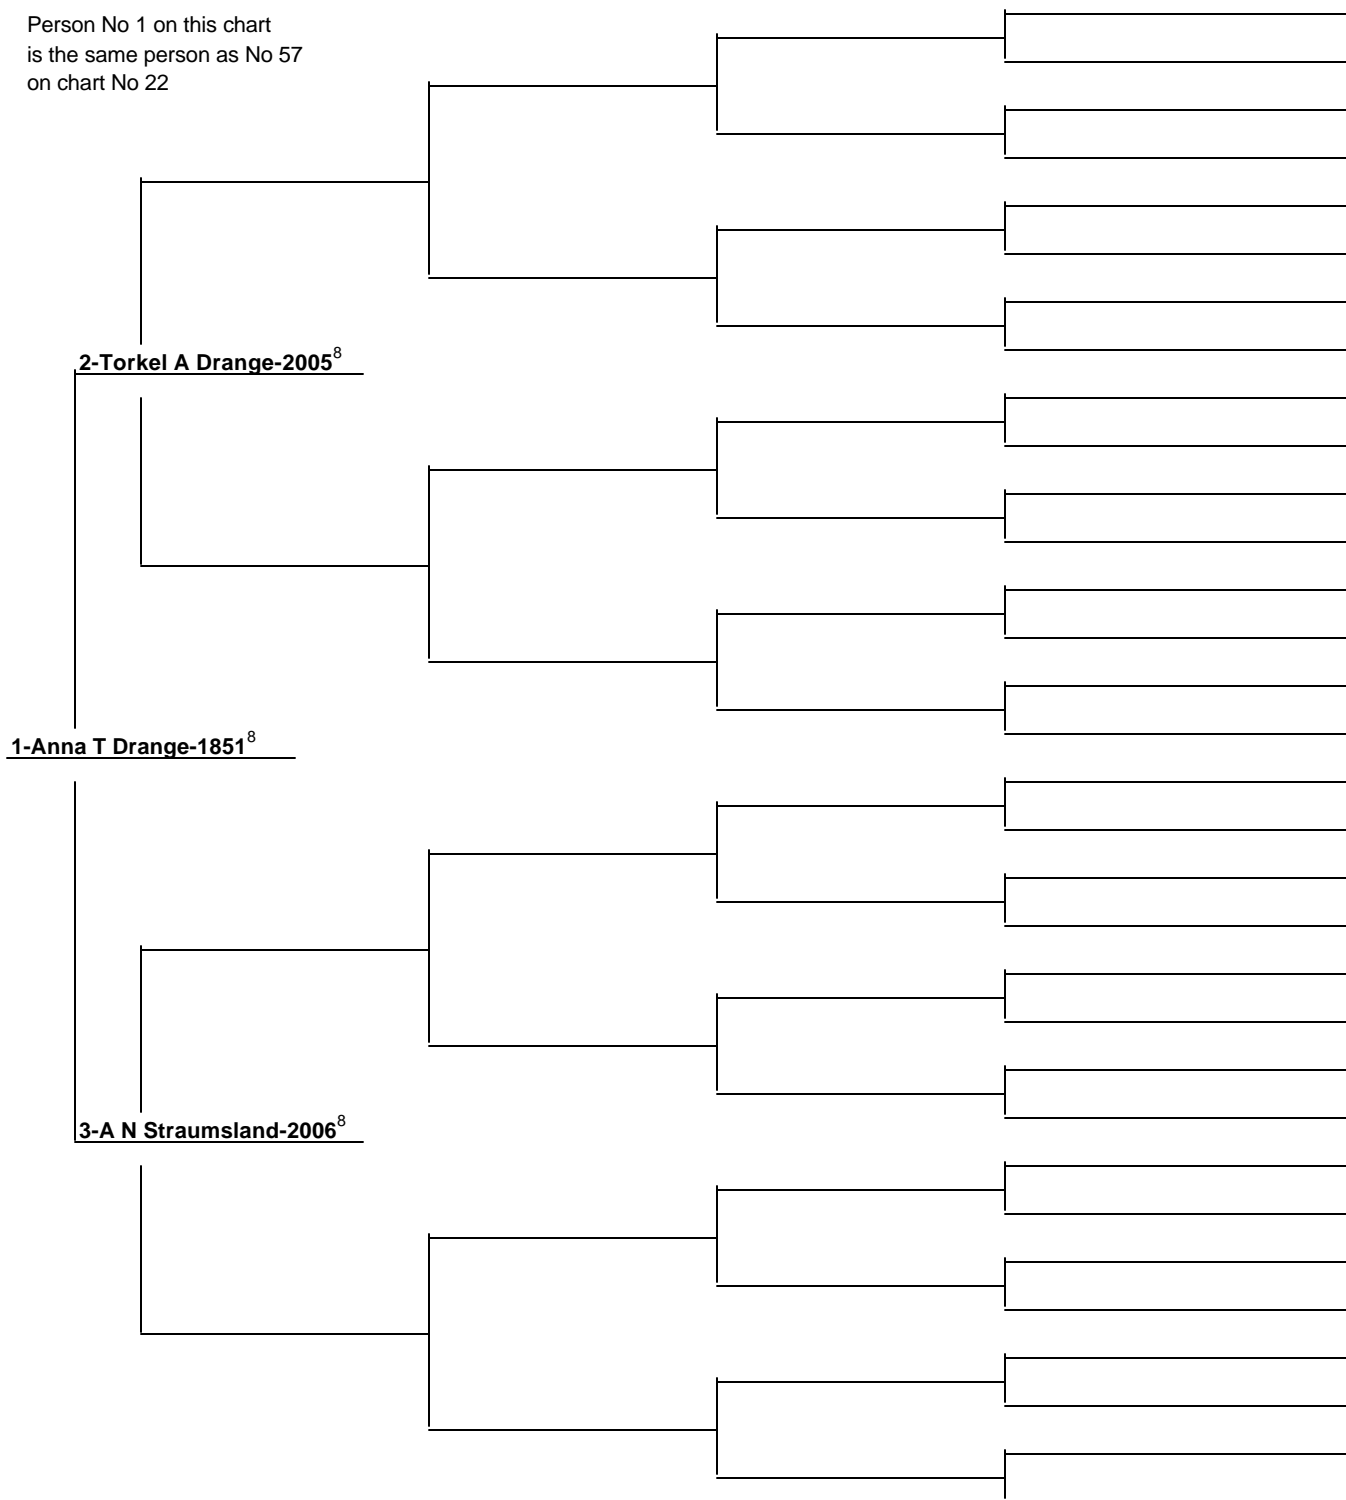 Person No 1 on this chart
is the same person as No 57
on chart No 22
2-Torkel A Drange-2005⁸
1-Anna T Drange-1851⁸
3-A N Straumsland-2006⁸